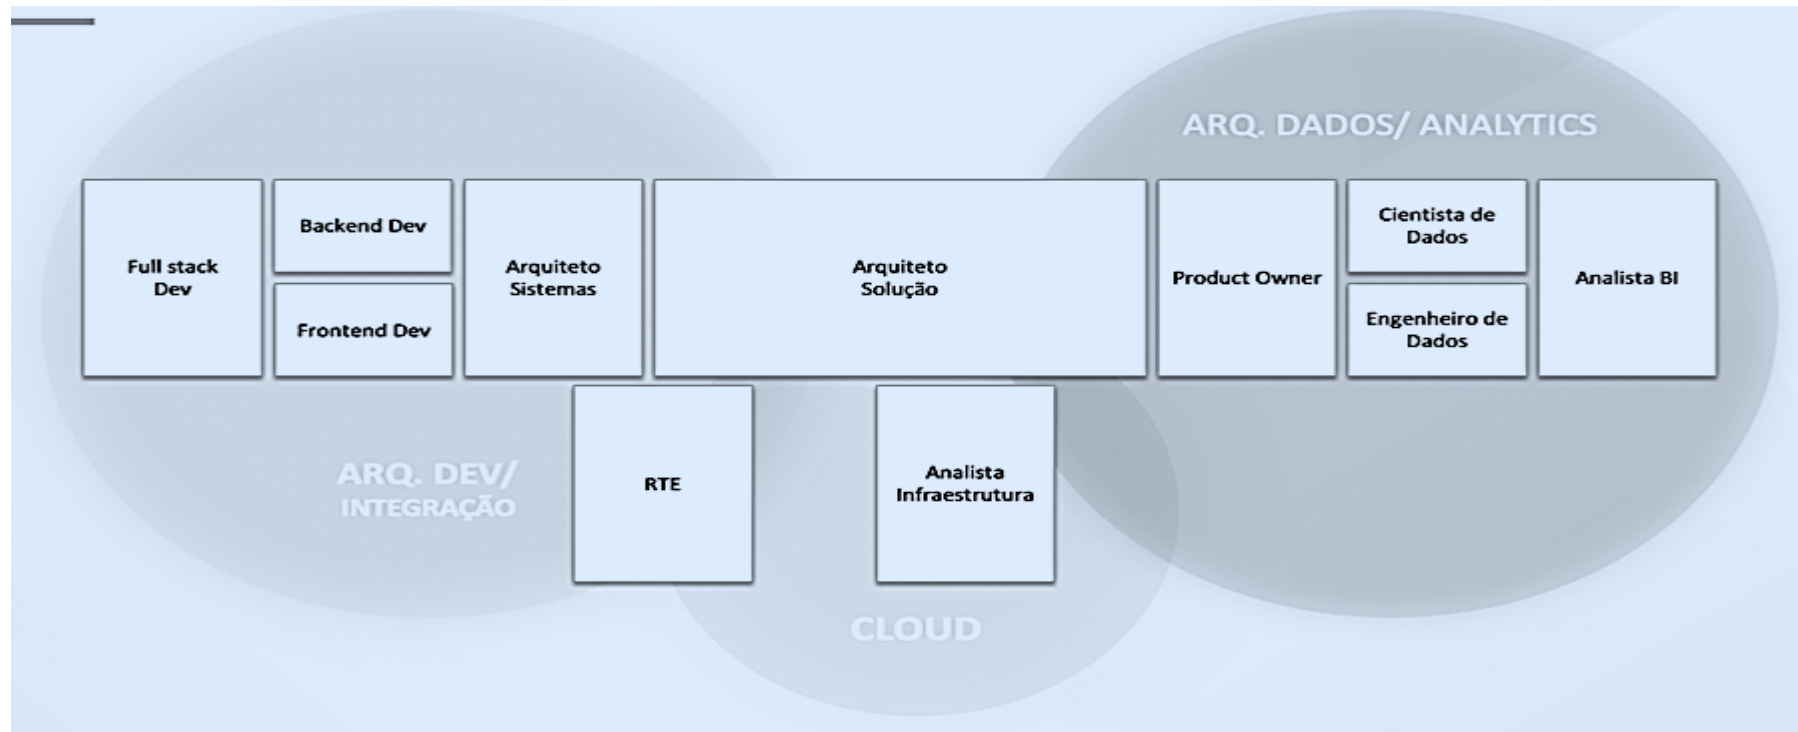 ARQ. DADOS/ ANALYTICS
Full stack
Dev
Backend Dev
Frontend Dev
Arquiteto
Sistemas
Arquiteto
Solução
Product Owner
Cientista de
Dados
Engenheiro de
Dados
Analista BI
ARQ. DEV/
INTEGRAÇÃO
RTE
Analista
Infraestrutura
CLOUD